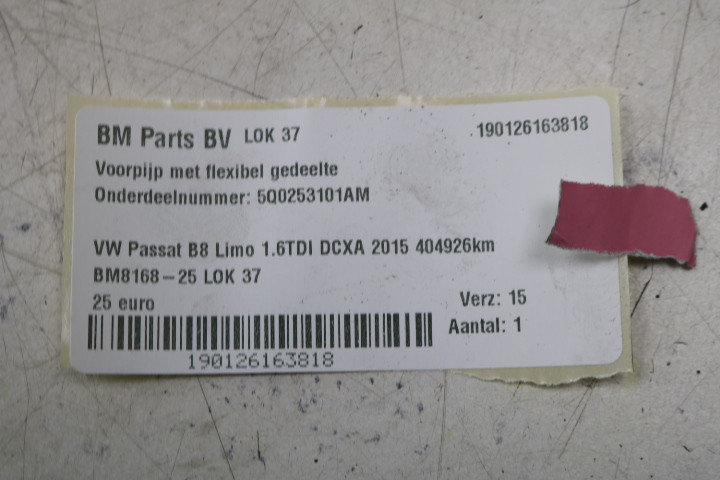 BM Parts BV LOK 37 190126163818
Voorpijp met flexibel gedeelte
Onderdeelnummer: 5Q0253101AM
VW Passat B8 Limo 1.6TDI DCXA 2015 404926km
BM8168-25 LOK 37
25 euro Verz: 15
Aantal: 1
190126163818